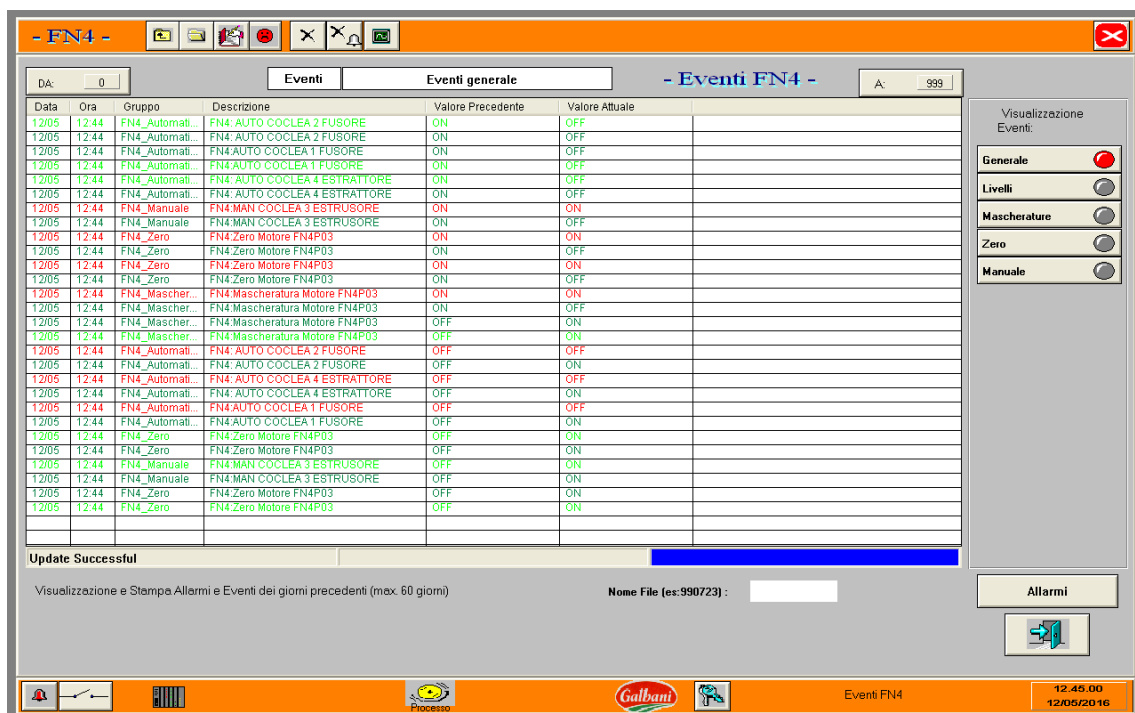 - FN4 -
DA: 0
Eventi Eventi generale
- Eventi FN4 -
A: 999
Data Ora Gruppo Descrizione Valore Precedente Valore Attuale
12/05 12:44 FN4_Automati... FN4: AUTO COCLEA 2 FUSORE ON OFF
12/05 12:44 FN4_Automati... FN4: AUTO COCLEA 2 FUSORE ON OFF
12/05 12:44 FN4_Automati... FN4:AUTO COCLEA 1 FUSORE ON OFF
12/05 12:44 FN4_Automati... FN4:AUTO COCLEA 1 FUSORE ON OFF
12/05 12:44 FN4_Automati... FN4: AUTO COCLEA 4 ESTRATTORE ON OFF
12/05 12:44 FN4_Automati... FN4: AUTO COCLEA 4 ESTRATTORE ON OFF
12/05 12:44 FN4_Manuale FN4:MAN COCLEA 3 ESTRUSORE ON ON
12/05 12:44 FN4_Manuale FN4:MAN COCLEA 3 ESTRUSORE ON OFF
12/05 12:44 FN4_Zero FN4:Zero Motore FN4P03 ON ON
12/05 12:44 FN4_Zero FN4:Zero Motore FN4P03 ON OFF
12/05 12:44 FN4_Zero FN4:Zero Motore FN4P03 ON ON
12/05 12:44 FN4_Zero FN4:Zero Motore FN4P03 ON OFF
12/05 12:44 FN4_Mascher... FN4:Mascheratura Motore FN4P03 ON ON
12/05 12:44 FN4_Mascher... FN4:Mascheratura Motore FN4P03 ON OFF
12/05 12:44 FN4_Mascher... FN4:Mascheratura Motore FN4P03 OFF ON
12/05 12:44 FN4_Mascher... FN4:Mascheratura Motore FN4P03 OFF ON
12/05 12:44 FN4_Automati... FN4: AUTO COCLEA 2 FUSORE OFF OFF
12/05 12:44 FN4_Automati... FN4: AUTO COCLEA 2 FUSORE OFF ON
12/05 12:44 FN4_Automati... FN4: AUTO COCLEA 4 ESTRATTORE OFF OFF
12/05 12:44 FN4_Automati... FN4: AUTO COCLEA 4 ESTRATTORE OFF ON
12/05 12:44 FN4_Automati... FN4:AUTO COCLEA 1 FUSORE OFF OFF
12/05 12:44 FN4_Automati... FN4:AUTO COCLEA 1 FUSORE OFF ON
12/05 12:44 FN4_Zero FN4:Zero Motore FN4P03 OFF ON
12/05 12:44 FN4_Zero FN4:Zero Motore FN4P03 OFF ON
12/05 12:44 FN4_Manuale FN4:MAN COCLEA 3 ESTRUSORE OFF ON
12/05 12:44 FN4_Manuale FN4:MAN COCLEA 3 ESTRUSORE OFF ON
12/05 12:44 FN4_Zero FN4:Zero Motore FN4P03 OFF ON
12/05 12:44 FN4_Zero FN4:Zero Motore FN4P03 OFF ON
Update Successful
Visualizzazione
Eventi:
Generale
Livelli
Mascherature
Zero
Manuale
Visualizzazione e Stampa Allarmi e Eventi dei giorni precedenti (max. 60 giorni)
Nome File (es:990723) :
Allarmi
Processo
Galbani
Eventi FN4
12.45.00
12/05/2016